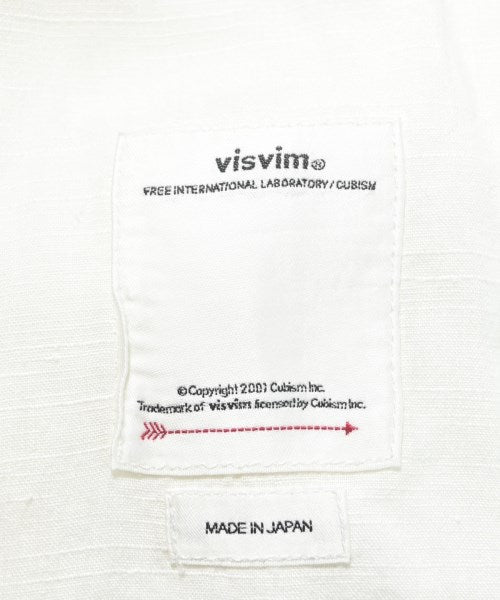 visvim®
FREE INTERNATIONAL LABORATORY / CUBISM
© Copyright 2001 Cubism Inc.
Trademark of visvim licensed by Cubism Inc.
MADE IN JAPAN